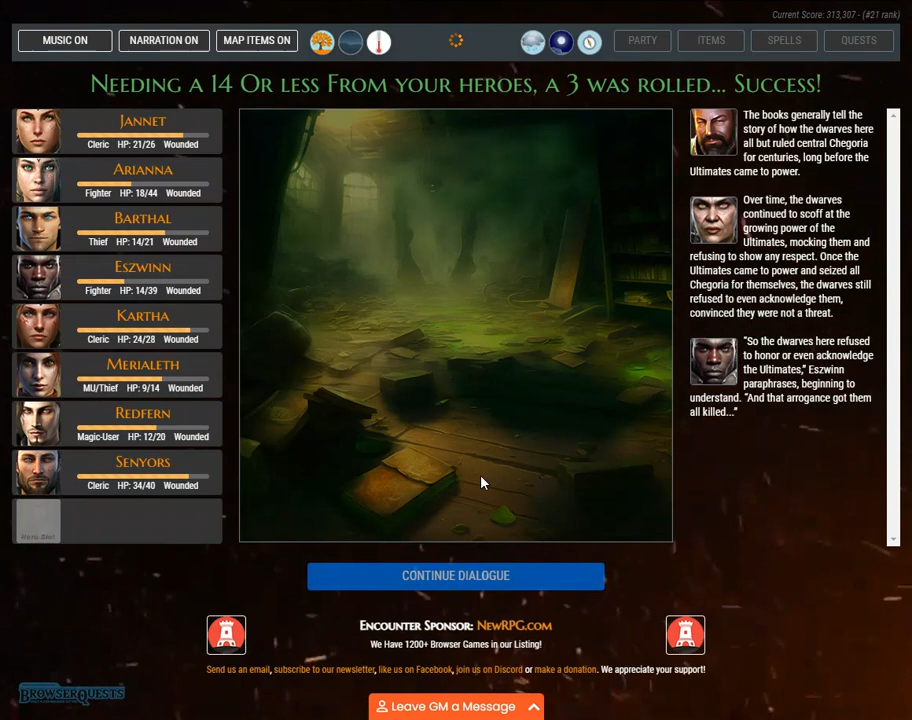 Current Score: 313,307 - (#21 rank)
MUSIC ON
NARRATION ON
MAP ITEMS ON
PARTY
ITEMS
SPELLS
QUESTS
Needing a 14 Or less From your heroes, a 3 was rolled... Success!
Jannet
Cleric HP: 21/26 Wounded
Arianna
Fighter HP: 18/44 Wounded
Barthal
Thief HP: 14/21 Wounded
Eszwinn
Fighter HP: 14/39 Wounded
Kartha
Cleric HP: 24/28 Wounded
Merialeth
MU/Thief HP: 9/14 Wounded
Redfern
Magic-User HP: 12/20 Wounded
Senyors
Cleric HP: 34/40 Wounded
Hero Slot
The books generally tell the
story of how the dwarves here
all but ruled central Chegoria
for centuries, long before the
Ultimates came to power.
Over time, the dwarves
continued to scoff at the
growing power of the
Ultimates, mocking them and
refusing to show any respect. Once the
Ultimates came to power and seized all
Chegoria for themselves, the dwarves still
refused to even acknowledge them,
convinced they were not a threat.
"So the dwarves here refused
to honor or even acknowledge
the Ultimates," Eszwinn
paraphrases, beginning to
understand. "And that arrogance got them
all killed..."
CONTINUE DIALOGUE
Encounter Sponsor: NewRPG.com
We Have 1200+ Browser Games in our Listing!
Send us an email, subscribe to our newsletter, like us on Facebook, join us on Discord or make a donation. We appreciate your support!
BrowserQuests
Leave GM a Message